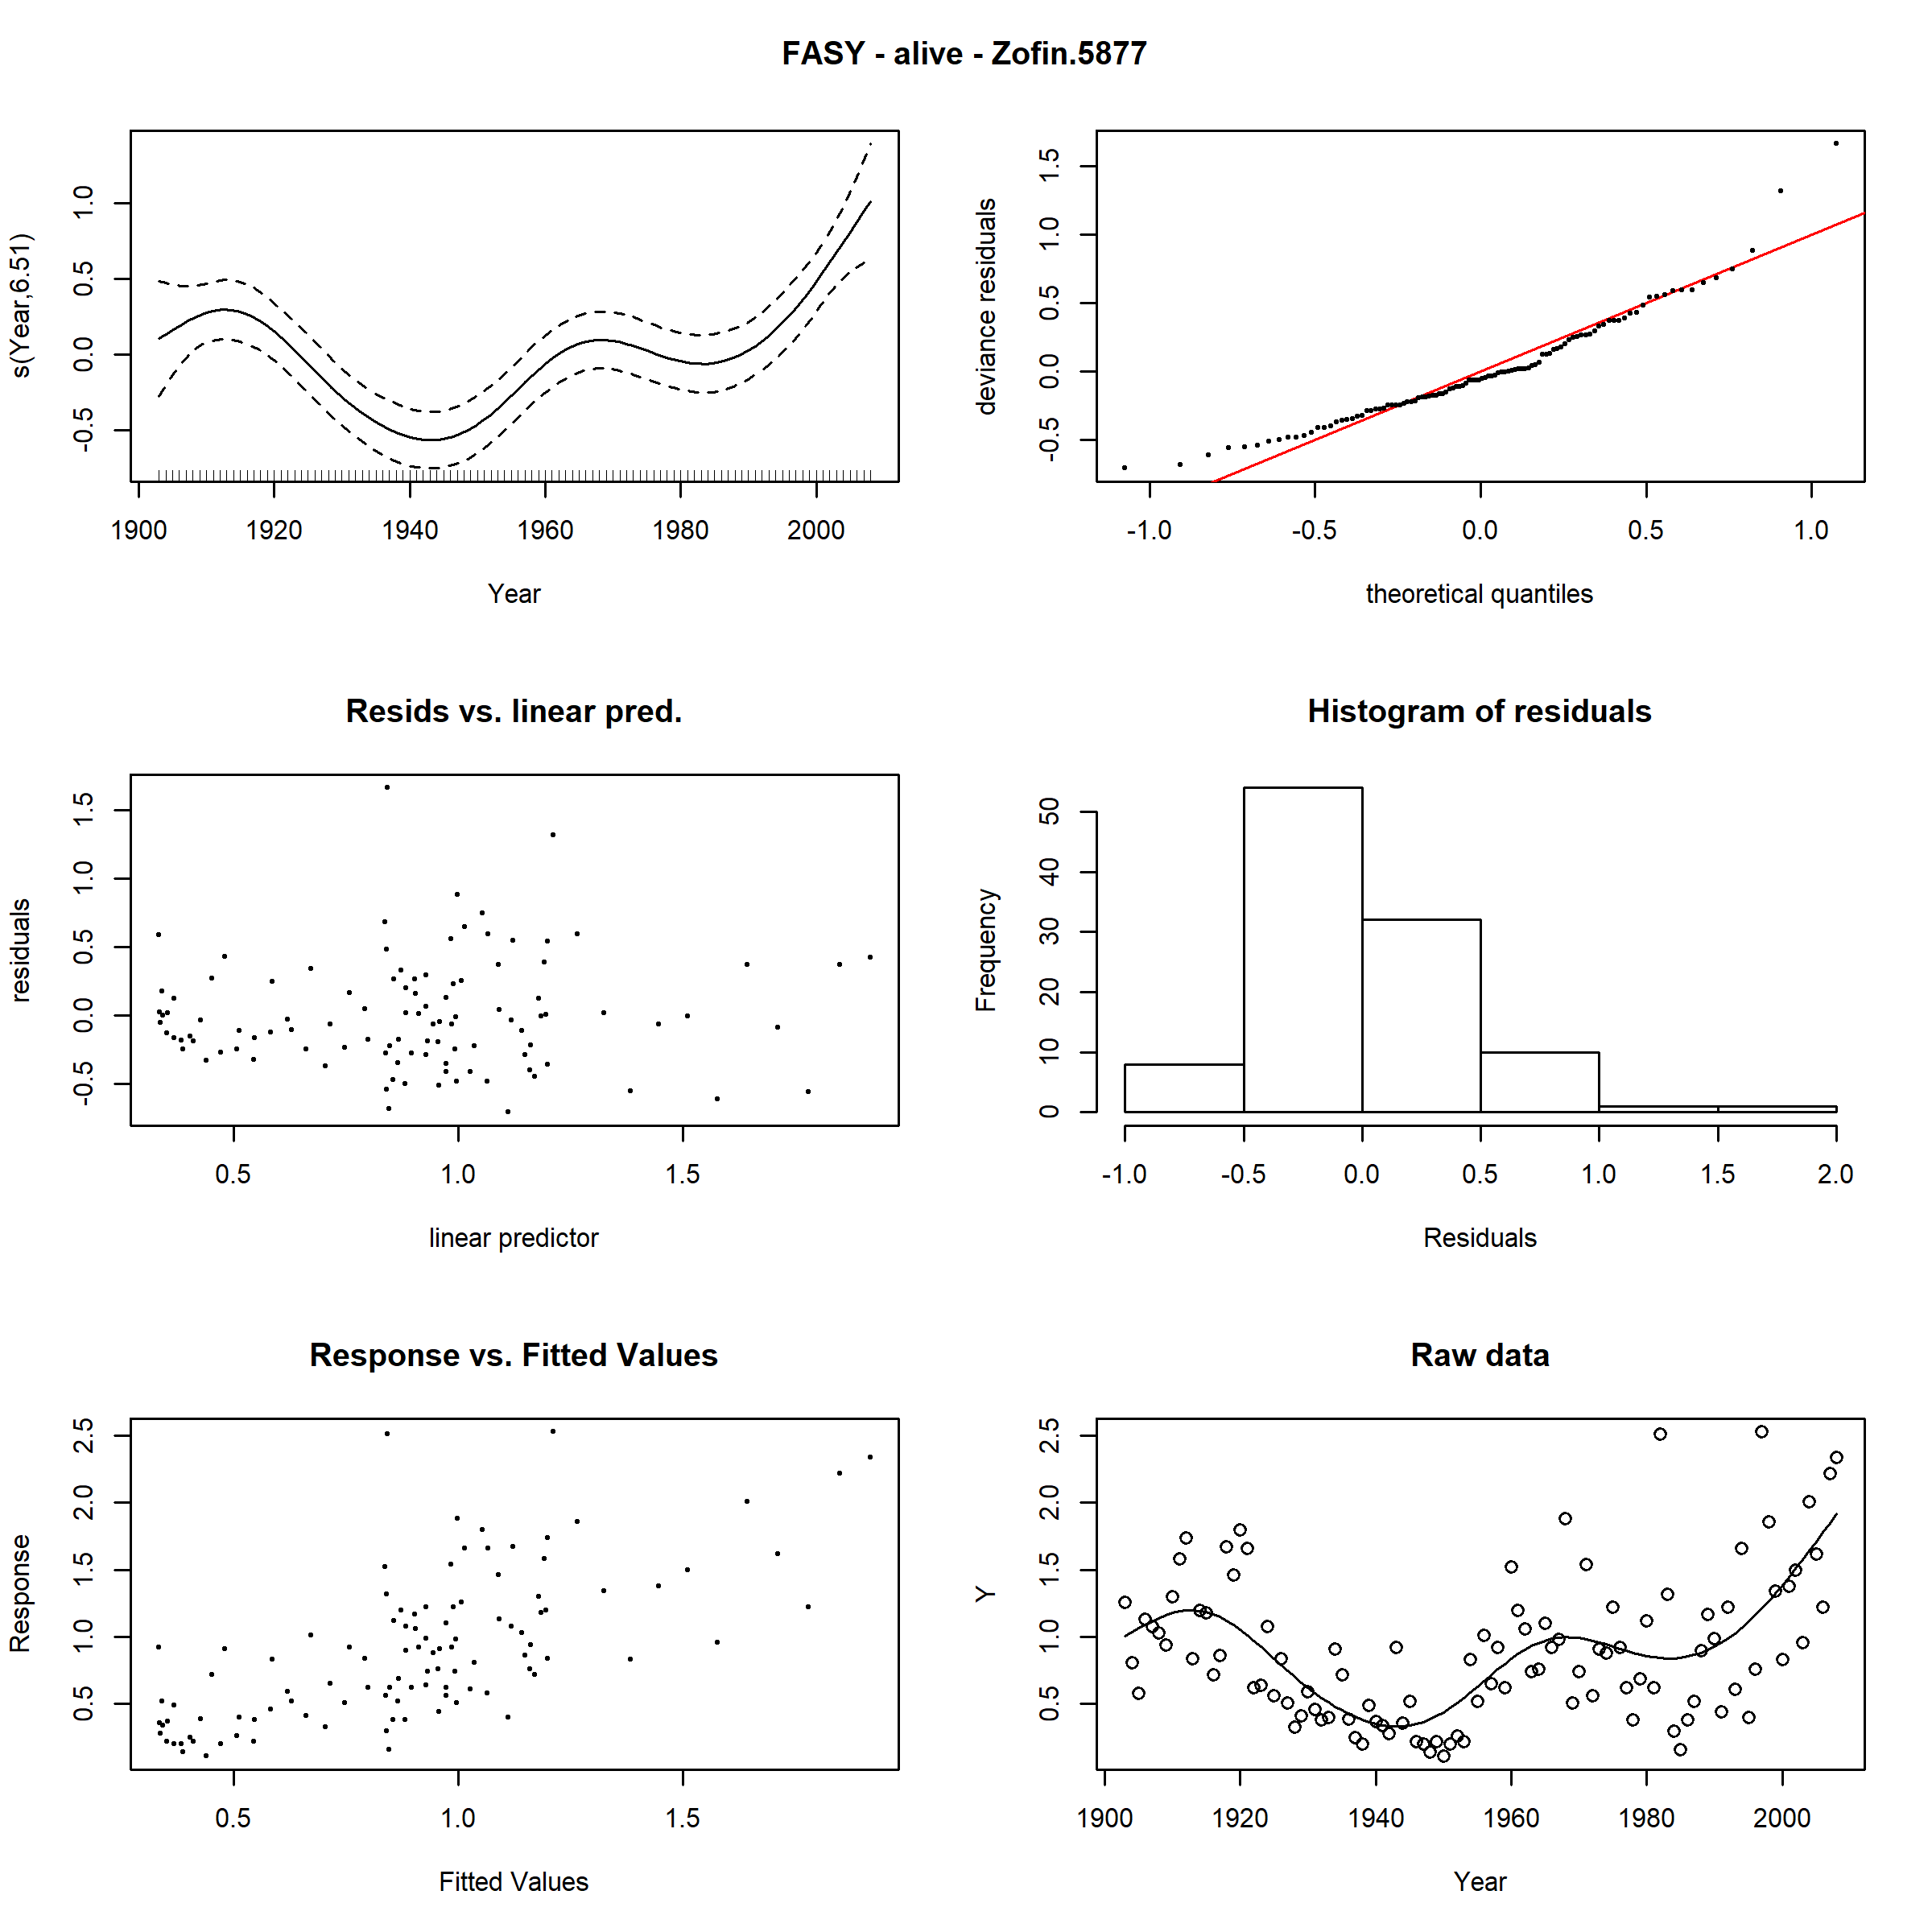 FASY - alive - Zofin.5877
s(Year,6.51)
-0.5 0.0 0.5 1.0
1900 1920 1940 1960 1980 2000
Year
deviance residuals
-0.5 0.0 0.5 1.0 1.5
-1.0 -0.5 0.0 0.5 1.0
theoretical quantiles
Resids vs. linear pred.
residuals
-0.5 0.0 0.5 1.0 1.5
0.5 1.0 1.5
linear predictor
Histogram of residuals
Frequency
0 10 20 30 40 50
-1.0 -0.5 0.0 0.5 1.0 1.5 2.0
Residuals
Response vs. Fitted Values
Response
0.5 1.0 1.5 2.0 2.5
0.5 1.0 1.5
Fitted Values
Raw data
Y
0.5 1.0 1.5 2.0 2.5
1900 1920 1940 1960 1980 2000
Year